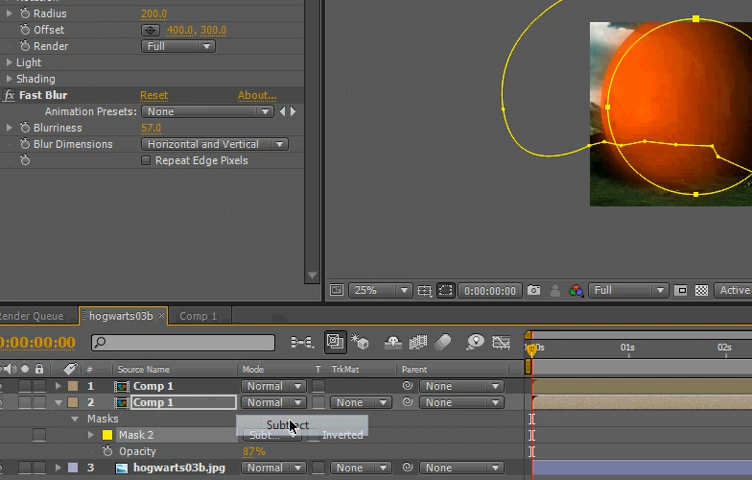 Radius 200.0
Offset 400.0, 300.0
Render Full
Light
Shading
fx Fast Blur Reset About...
Animation Presets: None
Blurriness 57.0
Blur Dimensions Horizontal and Vertical
Repeat Edge Pixels
25% 0:00:00:00 Full Active
Render Queue hogwarts03b × Comp 1
0:00:00:00
:00s 01s 02s
# Source Name Mode T TrkMat Parent
1 Comp 1 Normal None
2 Comp 1 Normal None None
Masks
Subtract
Mask 2 Subt... Inverted
Opacity 87%
3 hogwarts03b.jpg Normal None None